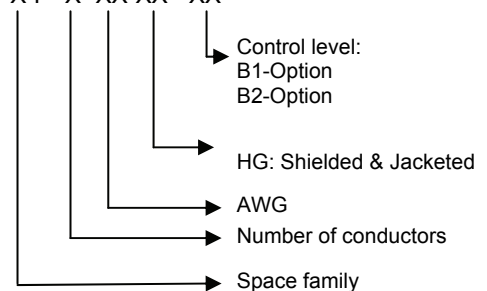 Control level:
B1-Option
B2-Option
HG: Shielded & Jacketed
AWG
Number of conductors
Space family